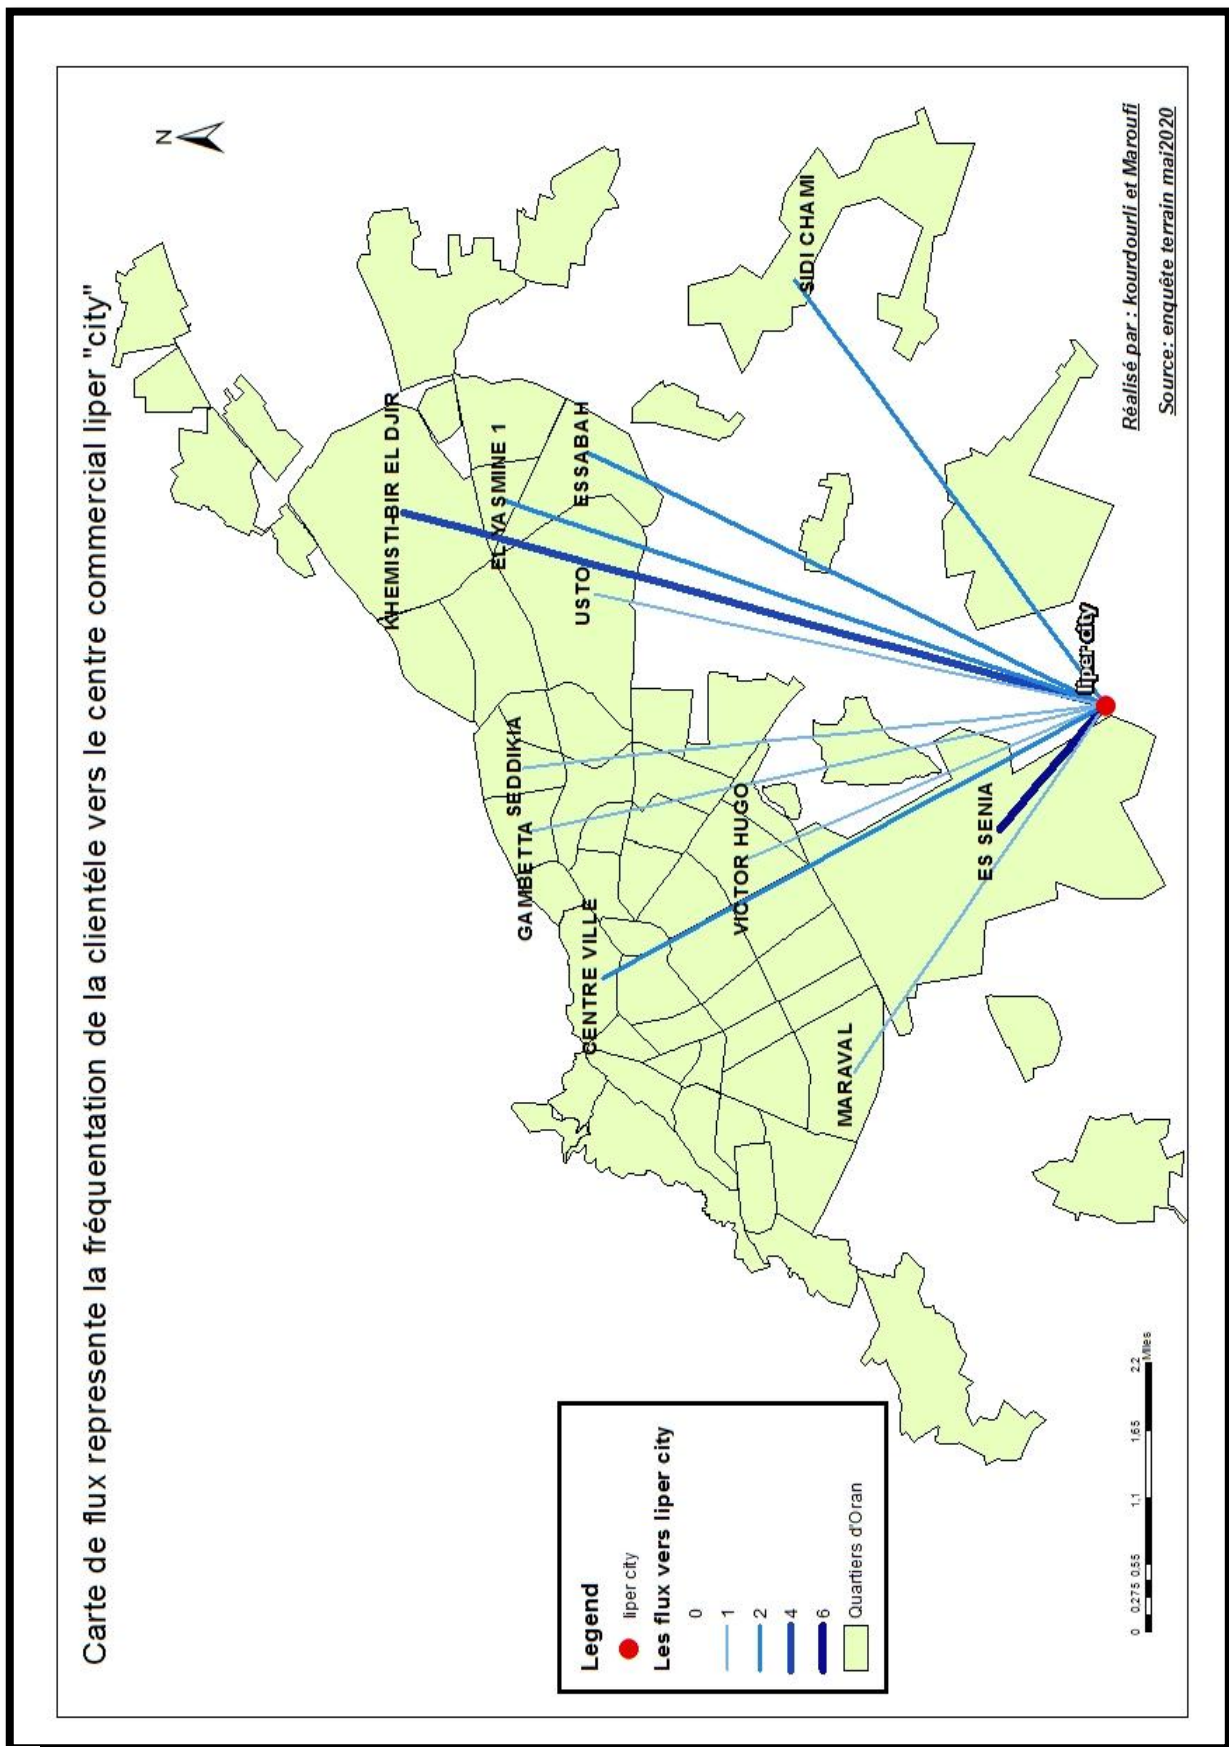 Carte de flux represente la fréquentation de la clientéle vers le centre commercial liper "city"
N
KHEMISTI-BIR EL DJIR
EL YASMINE 1
SEDDIKIA
GAMBETTA
USTO
ESSABAH
CENTRE VILLE
VICTOR HUGO
SIDI CHAMI
MARAVAL
ES SENIA
liper city
Legend
liper city
Les flux vers liper city
0
1
2
4
6
Quartiers d'Oran
0 0.275 0.55 1,1 1,65 2,2
Miles
Réalisé par : kourdourli et Maroufi
Source: enquête terrain mai2020